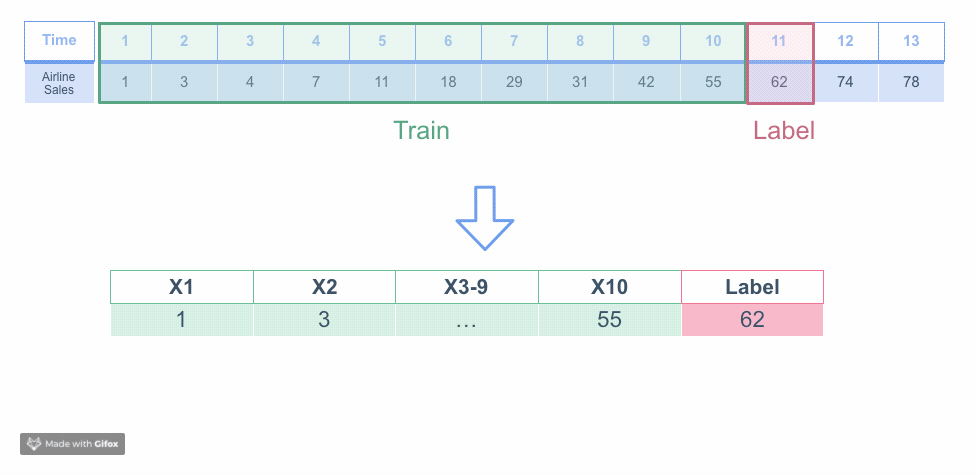 Time 1 2 3 4 5 6 7 8 9 10 11 12 13
Airline
Sales 1 3 4 7 11 18 29 31 42 55 62 74 78
Train Label
X1 X2 X3-9 X10 Label
1 3 ... 55 62
Made with Gifox